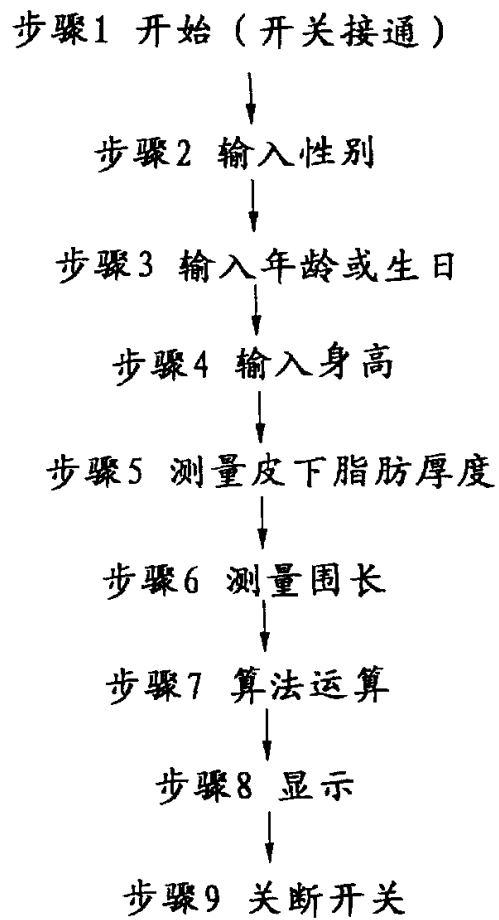 步骤1 开始（开关接通）
步骤2 输入性别
步骤3 输入年龄或生日
步骤4 输入身高
步骤5 测量皮下脂肪厚度
步骤6 测量围长
步骤7 算法运算
步骤8 显示
步骤9 关断开关